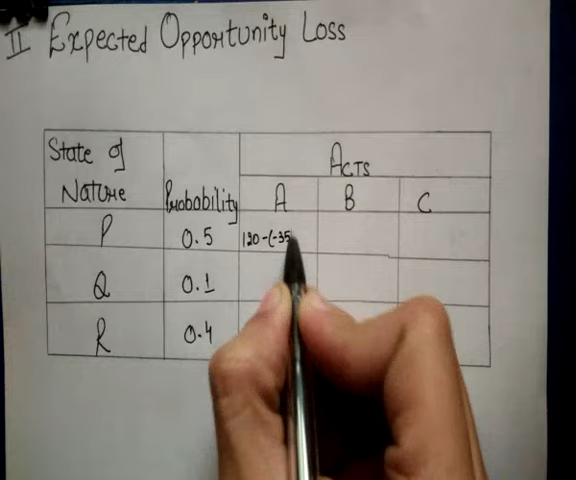 II Expected Opportunity Loss
State of Nature Probability ACTS
A B C
P 0.5 120-(-35
Q 0.1
R 0.4